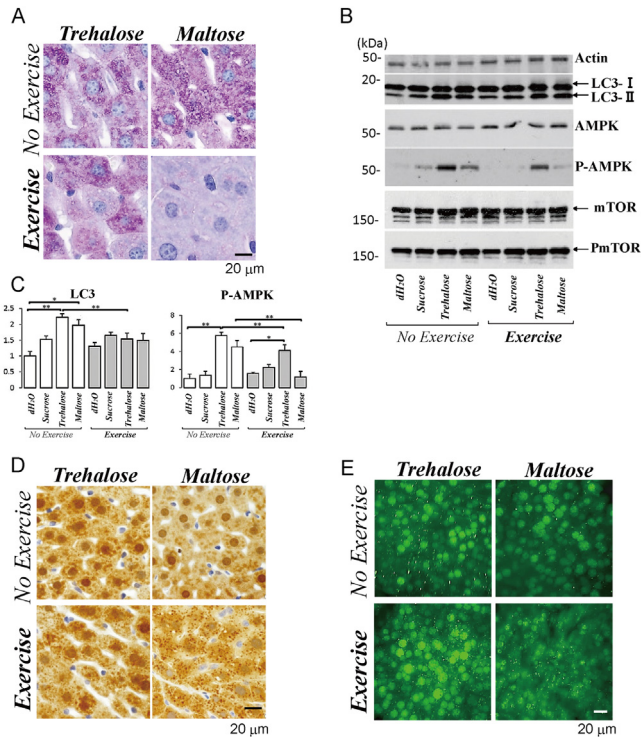 A
Trehalose Maltose
No Exercise
Exercise
20 μm
B
(kDa)
50-
20-
50-
50-
150-
150-
Actin
LC3-Ⅰ
LC3-Ⅱ
AMPK
P-AMPK
mTOR
PmTOR
dH2O
Sucrose
Trehalose
Maltose
dH2O
Sucrose
Trehalose
Maltose
No Exercise
Exercise
C
LC3
2.5
2
1.5
1
0.5
0
*
**
**
dH2O
Sucrose
Trehalose
Maltose
dH2O
Sucrose
Trehalose
Maltose
No Exercise
Exercise
P-AMPK
8
6
4
2
0
**
**
**
*
dH2O
Sucrose
Trehalose
Maltose
dH2O
Sucrose
Trehalose
Maltose
No Exercise
Exercise
D
Trehalose Maltose
No Exercise
Exercise
20 μm
E
Trehalose Maltose
No Exercise
Exercise
20 μm